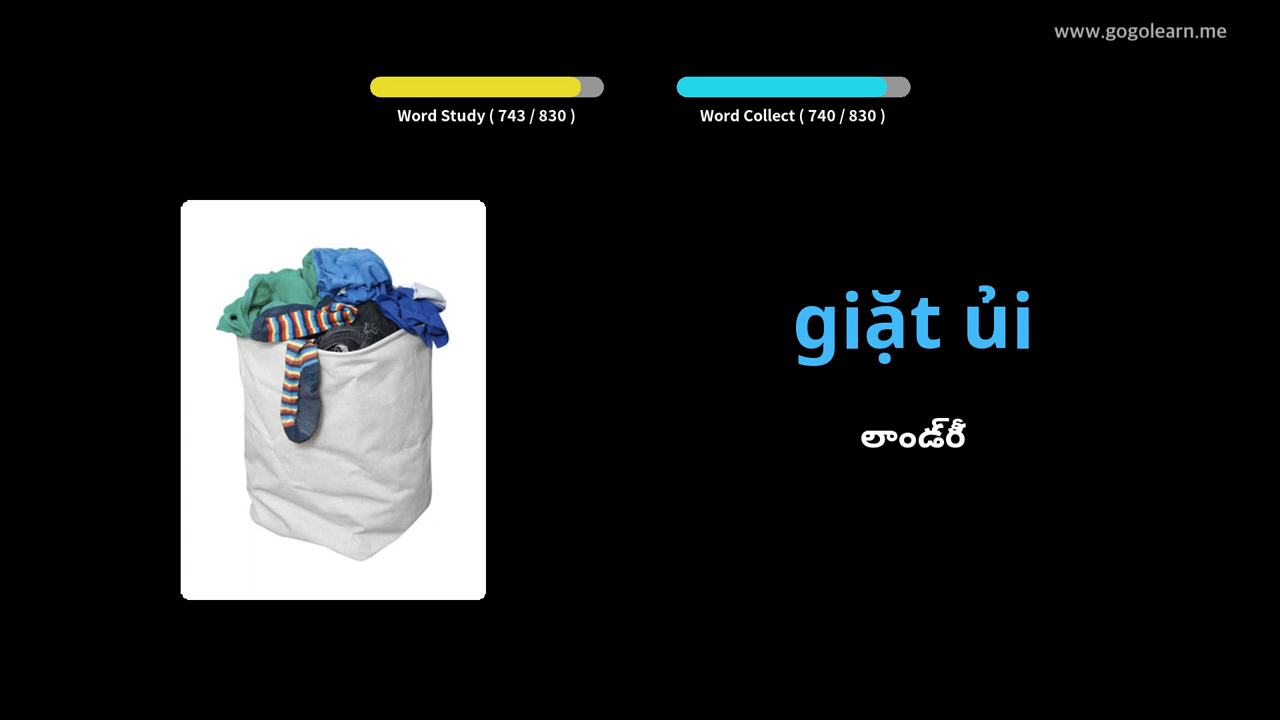 www.gogolearn.me
Word Study ( 743 / 830 )
Word Collect ( 740 / 830 )
giặt ủi
లాండ్‌రీ